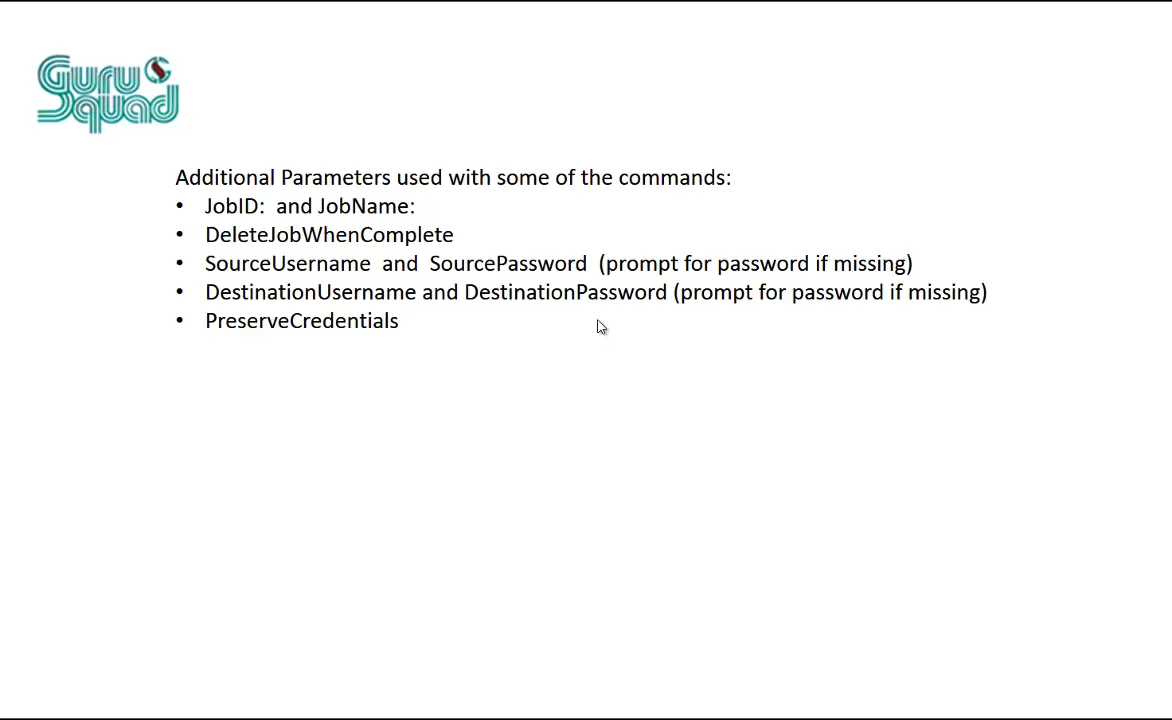 Guru
Squad
Additional Parameters used with some of the commands:
• JobID:  and JobName:
• DeleteJobWhenComplete
• SourceUsername  and  SourcePassword  (prompt for password if missing)
• DestinationUsername and DestinationPassword (prompt for password if missing)
• PreserveCredentials